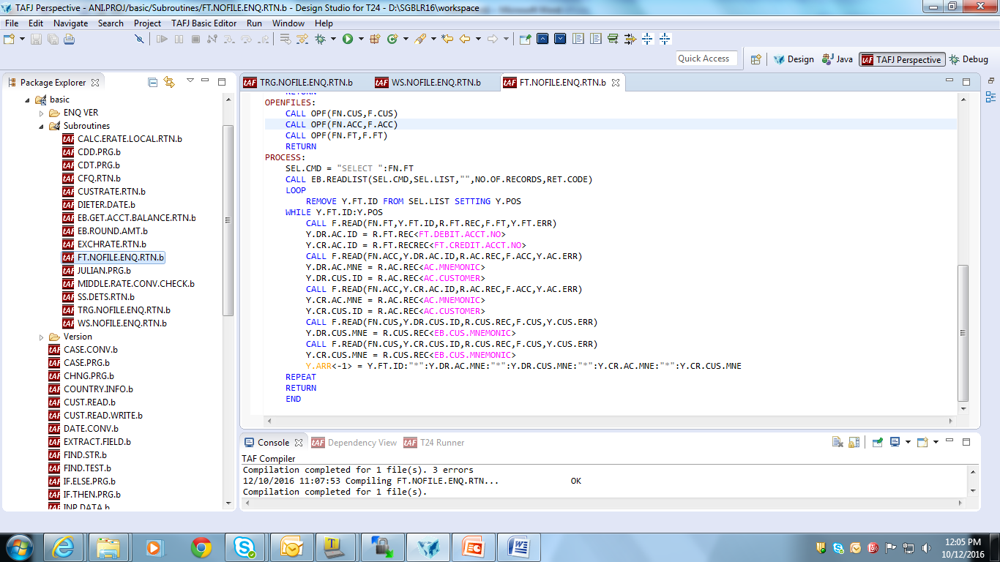 TAFJ Perspective - ANI.PROJ/basic/Subroutines/FT.NOFILE.ENQ.RTN.b - Design Studio for T24 - D:\SGBLR16\workspace
File Edit Navigate Search Project TAFJ Basic Editor Run Window Help
Quick Access
Design
Java
TAFJ Perspective
Debug
Package Explorer
basic
ENQ VER
Subroutines
CALC.ERATE.LOCAL.RTN.b
CDD.PRG.b
CDT.PRG.b
CFQ.RTN.b
CUSTRATE.RTN.b
DIETER.DATE.b
EB.GET.ACCT.BALANCE.RTN.b
EB.ROUND.AMT.b
EXCHRATE.RTN.b
FT.NOFILE.ENQ.RTN.b
JULIAN.PRG.b
MIDDLE.RATE.CONV.CHECK.b
SS.DETS.RTN.b
TRG.NOFILE.ENQ.RTN.b
WS.NOFILE.ENQ.RTN.b
Version
CASE.CONV.b
CASE.PRG.b
CHNG.PRG.b
COUNTRY.INFO.b
CUST.READ.b
CUST.READ.WRITE.b
DATE.CONV.b
EXTRACT.FIELD.b
FIND.STR.b
FIND.TEST.b
IF.ELSE.PRG.b
IF.THEN.PRG.b
INP.DATA.b
TRG.NOFILE.ENQ.RTN.b
WS.NOFILE.ENQ.RTN.b
FT.NOFILE.ENQ.RTN.b
RETURN
OPENFILES:
CALL OPF(FN.CUS,F.CUS)
CALL OPF(FN.ACC,F.ACC)
CALL OPF(FN.FT,F.FT)
RETURN
PROCESS:
SEL.CMD = "SELECT ":FN.FT
CALL EB.READLIST(SEL.CMD,SEL.LIST,"",NO.OF.RECORDS,RET.CODE)
LOOP
REMOVE Y.FT.ID FROM SEL.LIST SETTING Y.POS
WHILE Y.FT.ID:Y.POS
CALL F.READ(FN.FT,Y.FT.ID,R.FT.REC,F.FT,Y.FT.ERR)
Y.DR.AC.ID = R.FT.REC<FT.DEBIT.ACCT.NO>
Y.CR.AC.ID = R.FT.RECREC<FT.CREDIT.ACCT.NO>
CALL F.READ(FN.ACC,Y.DR.AC.ID,R.AC.REC,F.ACC,Y.AC.ERR)
Y.DR.AC.MNE = R.AC.REC<AC.MNEMONIC>
Y.DR.CUS.ID = R.AC.REC<AC.CUSTOMER>
CALL F.READ(FN.ACC,Y.CR.AC.ID,R.AC.REC,F.ACC,Y.AC.ERR)
Y.CR.AC.MNE = R.AC.REC<AC.MNEMONIC>
Y.CR.CUS.ID = R.AC.REC<AC.CUSTOMER>
CALL F.READ(FN.CUS,Y.DR.CUS.ID,R.CUS.REC,F.CUS,Y.CUS.ERR)
Y.DR.CUS.MNE = R.CUS.REC<EB.CUS.MNEMONIC>
CALL F.READ(FN.CUS,Y.CR.CUS.ID,R.CUS.REC,F.CUS,Y.CUS.ERR)
Y.CR.CUS.MNE = R.CUS.REC<EB.CUS.MNEMONIC>
Y.ARR<-1> = Y.FT.ID:"*":Y.DR.AC.MNE:"*":Y.DR.CUS.MNE:"*":Y.CR.AC.MNE:"*":Y.CR.CUS.MNE
REPEAT
RETURN
END
Console
Dependency View
T24 Runner
TAF Compiler
Compilation completed for 1 file(s). 3 errors
12/10/2016 11:07:53 Compiling FT.NOFILE.ENQ.RTN... OK
Compilation completed for 1 file(s).
12:05 PM
10/12/2016